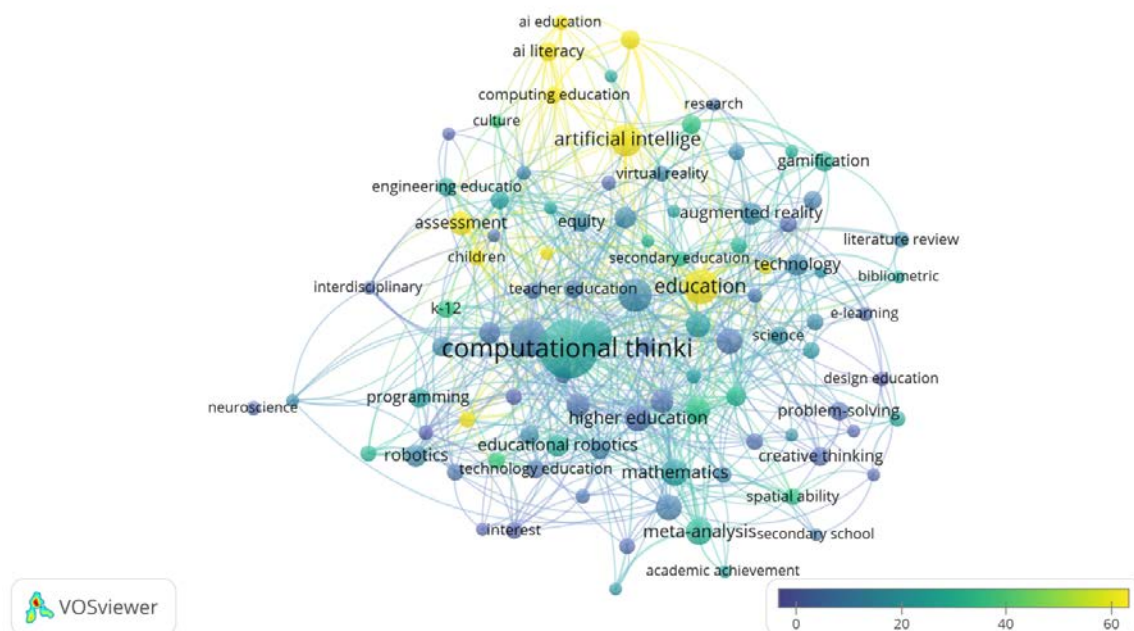 ai education
ai literacy
computing education
research
culture
artificial intellige
gamification
virtual reality
engineering educatio
augmented reality
assessment
equity
literature review
children
secondary education
technology
bibliometric
interdisciplinary
teacher education
education
k-12
e-learning
science
computational thinki
design education
programming
neuroscience
problem-solving
higher education
educational robotics
robotics
creative thinking
technology education
mathematics
spatial ability
interest
meta-analysis
secondary school
academic achievement
VOSviewer
0 20 40 60